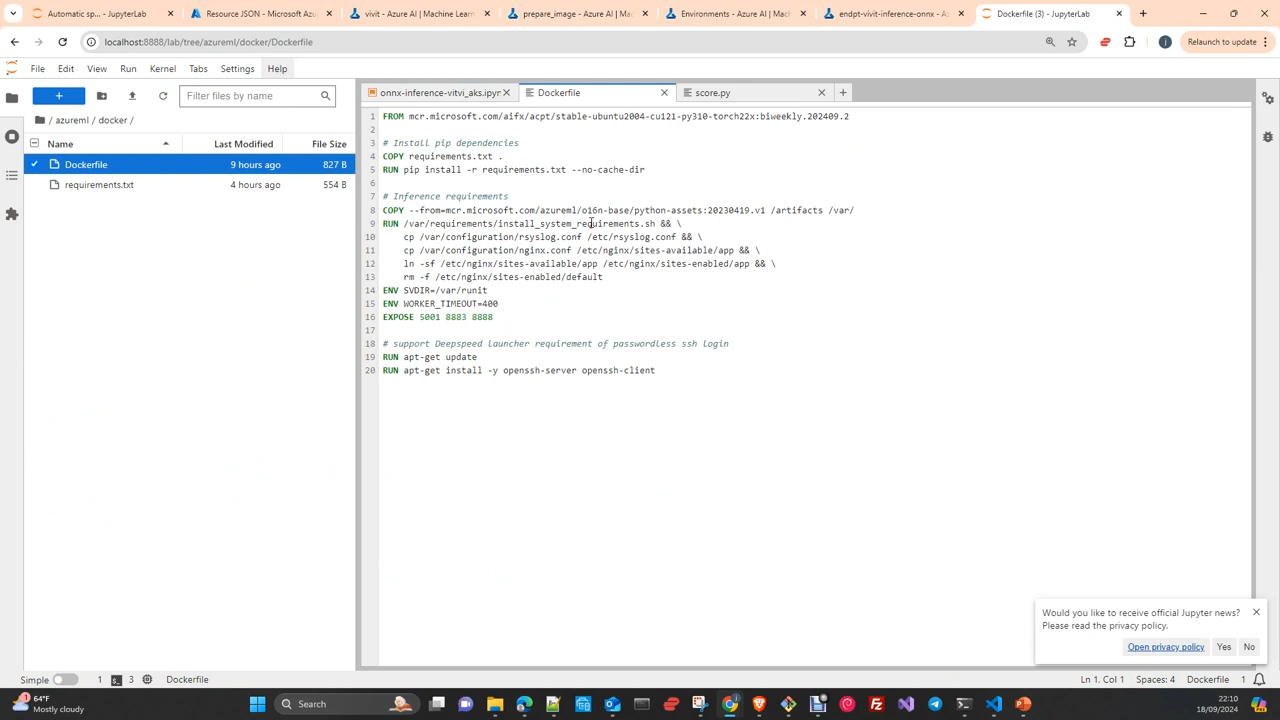 Automatic sp... - JupyterLab
Resource JSON - Microsoft Azu
vivit - Azure AI | Machine Learn
prepare_image - Azure AI | Mac
Environments - Azure AI | Mach
endpt-vivit-inference-onnx - Az
Dockerfile (3) - JupyterLab
localhost:8888/lab/tree/azureml/docker/Dockerfile
Relaunch to update
File Edit View Run Kernel Tabs Settings Help
Filter files by name
/ azureml / docker /
Name Last Modified File Size
Dockerfile 9 hours ago 827 B
requirements.txt 4 hours ago 554 B
onnx-inference-vitvi_aks.ipyr
Dockerfile
score.py
1 FROM mcr.microsoft.com/aifx/acpt/stable-ubuntu2004-cu121-py310-torch22x:biweekly.202409.2
2
3 # Install pip dependencies
4 COPY requirements.txt .
5 RUN pip install -r requirements.txt --no-cache-dir
6
7 # Inference requirements
8 COPY --from=mcr.microsoft.com/azureml/o16n-base/python-assets:20230419.v1 /artifacts /var/
9 RUN /var/requirements/install_system_requirements.sh && \
10 cp /var/configuration/rsyslog.conf /etc/rsyslog.conf && \
11 cp /var/configuration/nginx.conf /etc/nginx/sites-available/app && \
12 ln -sf /etc/nginx/sites-available/app /etc/nginx/sites-enabled/app && \
13 rm -f /etc/nginx/sites-enabled/default
14 ENV SVDIR=/var/runit
15 ENV WORKER_TIMEOUT=400
16 EXPOSE 5001 8883 8888
17
18 # support Deepspeed launcher requirement of passwordless ssh login
19 RUN apt-get update
20 RUN apt-get install -y openssh-server openssh-client
Would you like to receive official Jupyter news?
Please read the privacy policy.
Open privacy policy Yes No
Simple 1 3 Dockerfile
Ln 1, Col 1 Spaces: 4 Dockerfile 1
64°F
Mostly cloudy
Search
22:10
18/09/2024